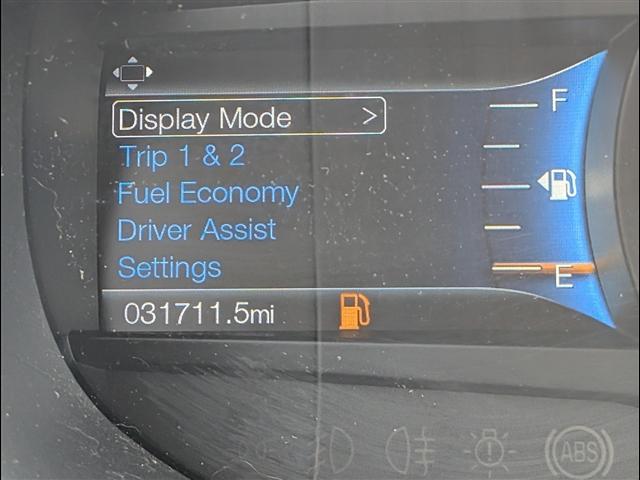 Display Mode >
Trip 1 & 2
Fuel Economy
Driver Assist
Settings
031711.5mi
F
E
ABS